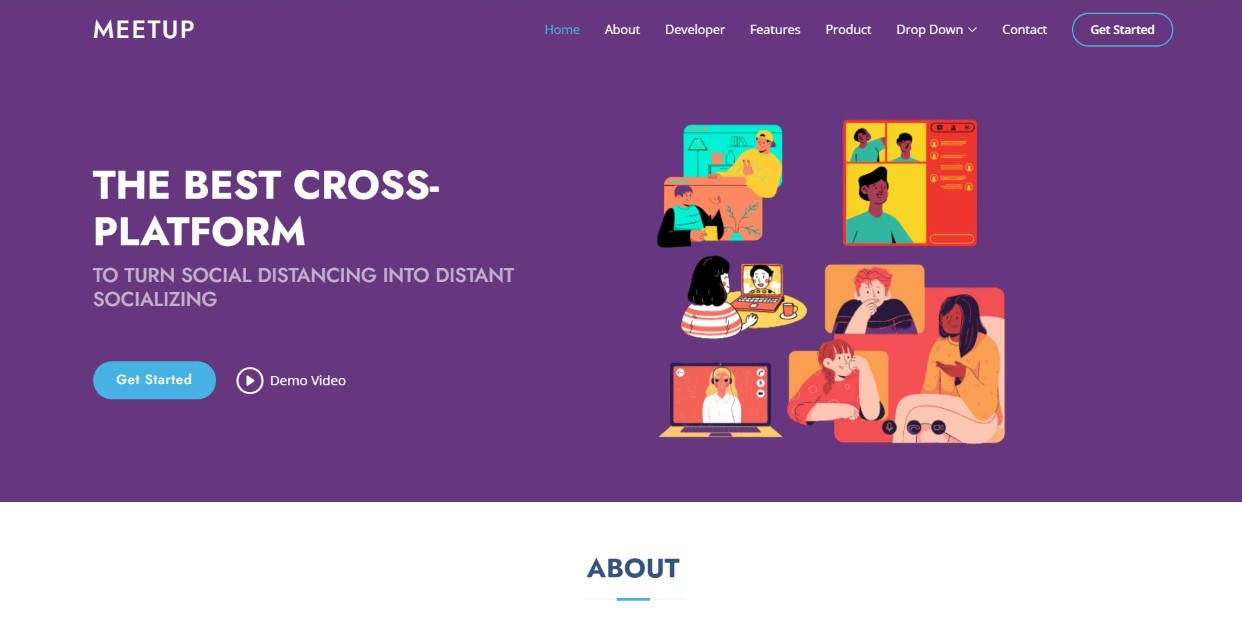 MEETUP
Home About Developer Features Product Drop Down Contact Get Started
THE BEST CROSS-
PLATFORM
TO TURN SOCIAL DISTANCING INTO DISTANT
SOCIALIZING
Get Started Demo Video
ABOUT